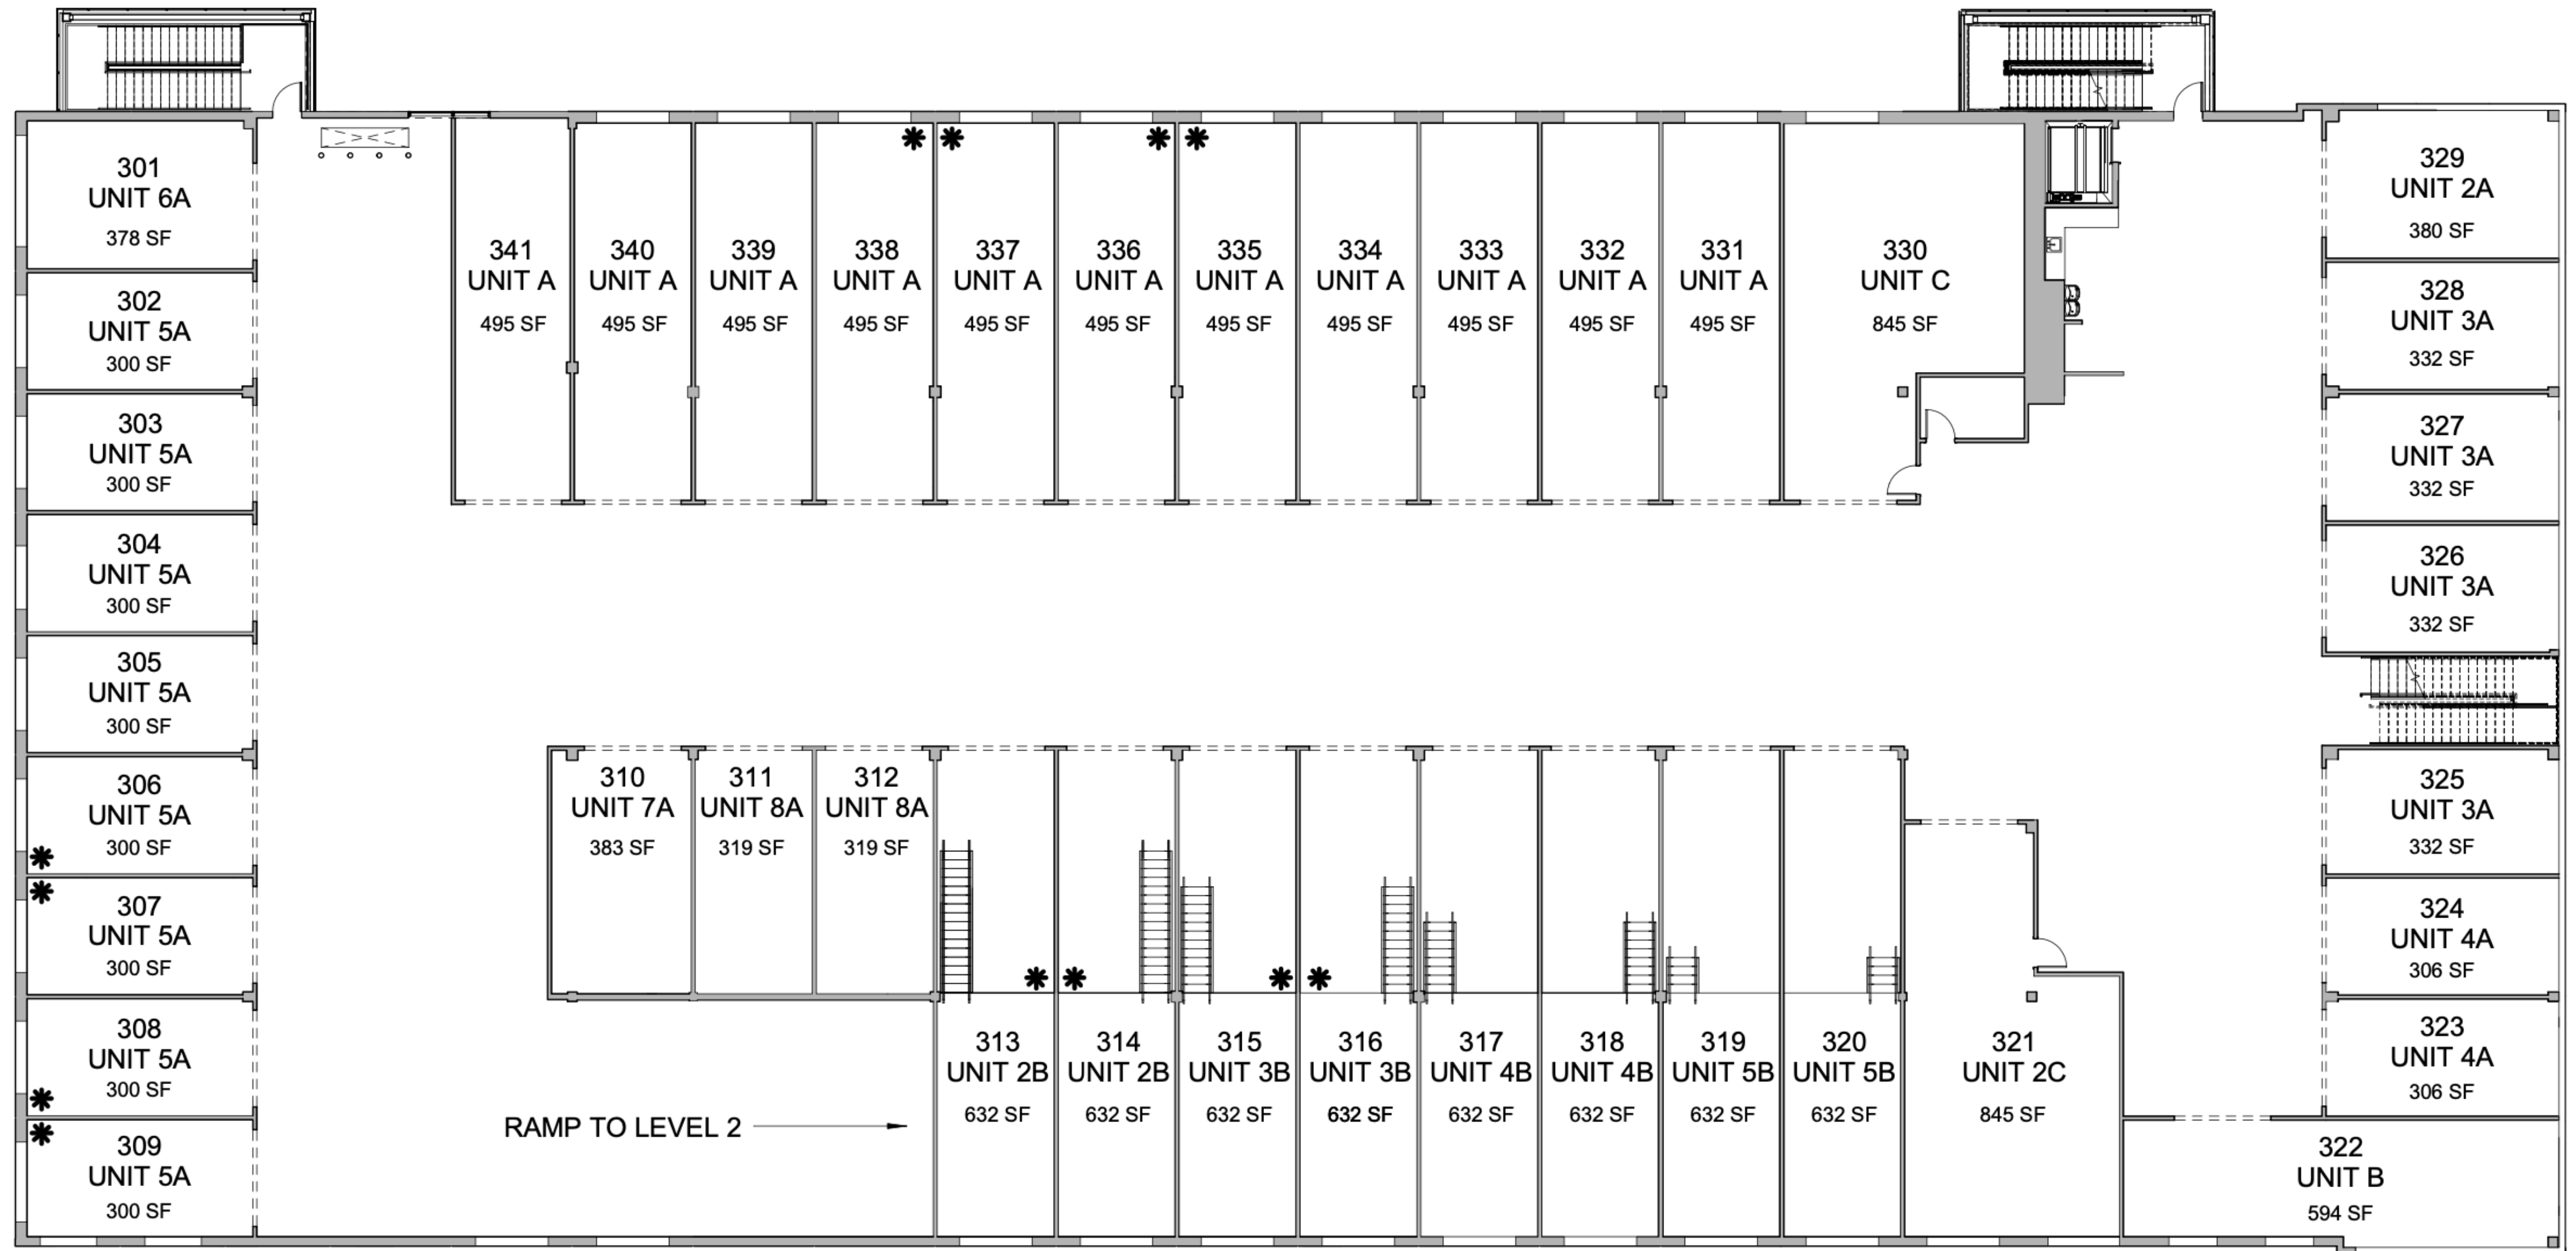 301
UNIT 6A
378 SF
302
UNIT 5A
300 SF
303
UNIT 5A
300 SF
304
UNIT 5A
300 SF
305
UNIT 5A
300 SF
306
UNIT 5A
300 SF
307
UNIT 5A
300 SF
308
UNIT 5A
300 SF
309
UNIT 5A
300 SF
341
UNIT A
495 SF
340
UNIT A
495 SF
339
UNIT A
495 SF
338
UNIT A
495 SF
337
UNIT A
495 SF
336
UNIT A
495 SF
335
UNIT A
495 SF
334
UNIT A
495 SF
333
UNIT A
495 SF
332
UNIT A
495 SF
331
UNIT A
495 SF
330
UNIT C
845 SF
329
UNIT 2A
380 SF
328
UNIT 3A
332 SF
327
UNIT 3A
332 SF
326
UNIT 3A
332 SF
325
UNIT 3A
332 SF
324
UNIT 4A
306 SF
323
UNIT 4A
306 SF
310
UNIT 7A
383 SF
311
UNIT 8A
319 SF
312
UNIT 8A
319 SF
RAMP TO LEVEL 2
313
UNIT 2B
632 SF
314
UNIT 2B
632 SF
315
UNIT 3B
632 SF
316
UNIT 3B
632 SF
317
UNIT 4B
632 SF
318
UNIT 4B
632 SF
319
UNIT 5B
632 SF
320
UNIT 5B
632 SF
321
UNIT 2C
845 SF
322
UNIT B
594 SF